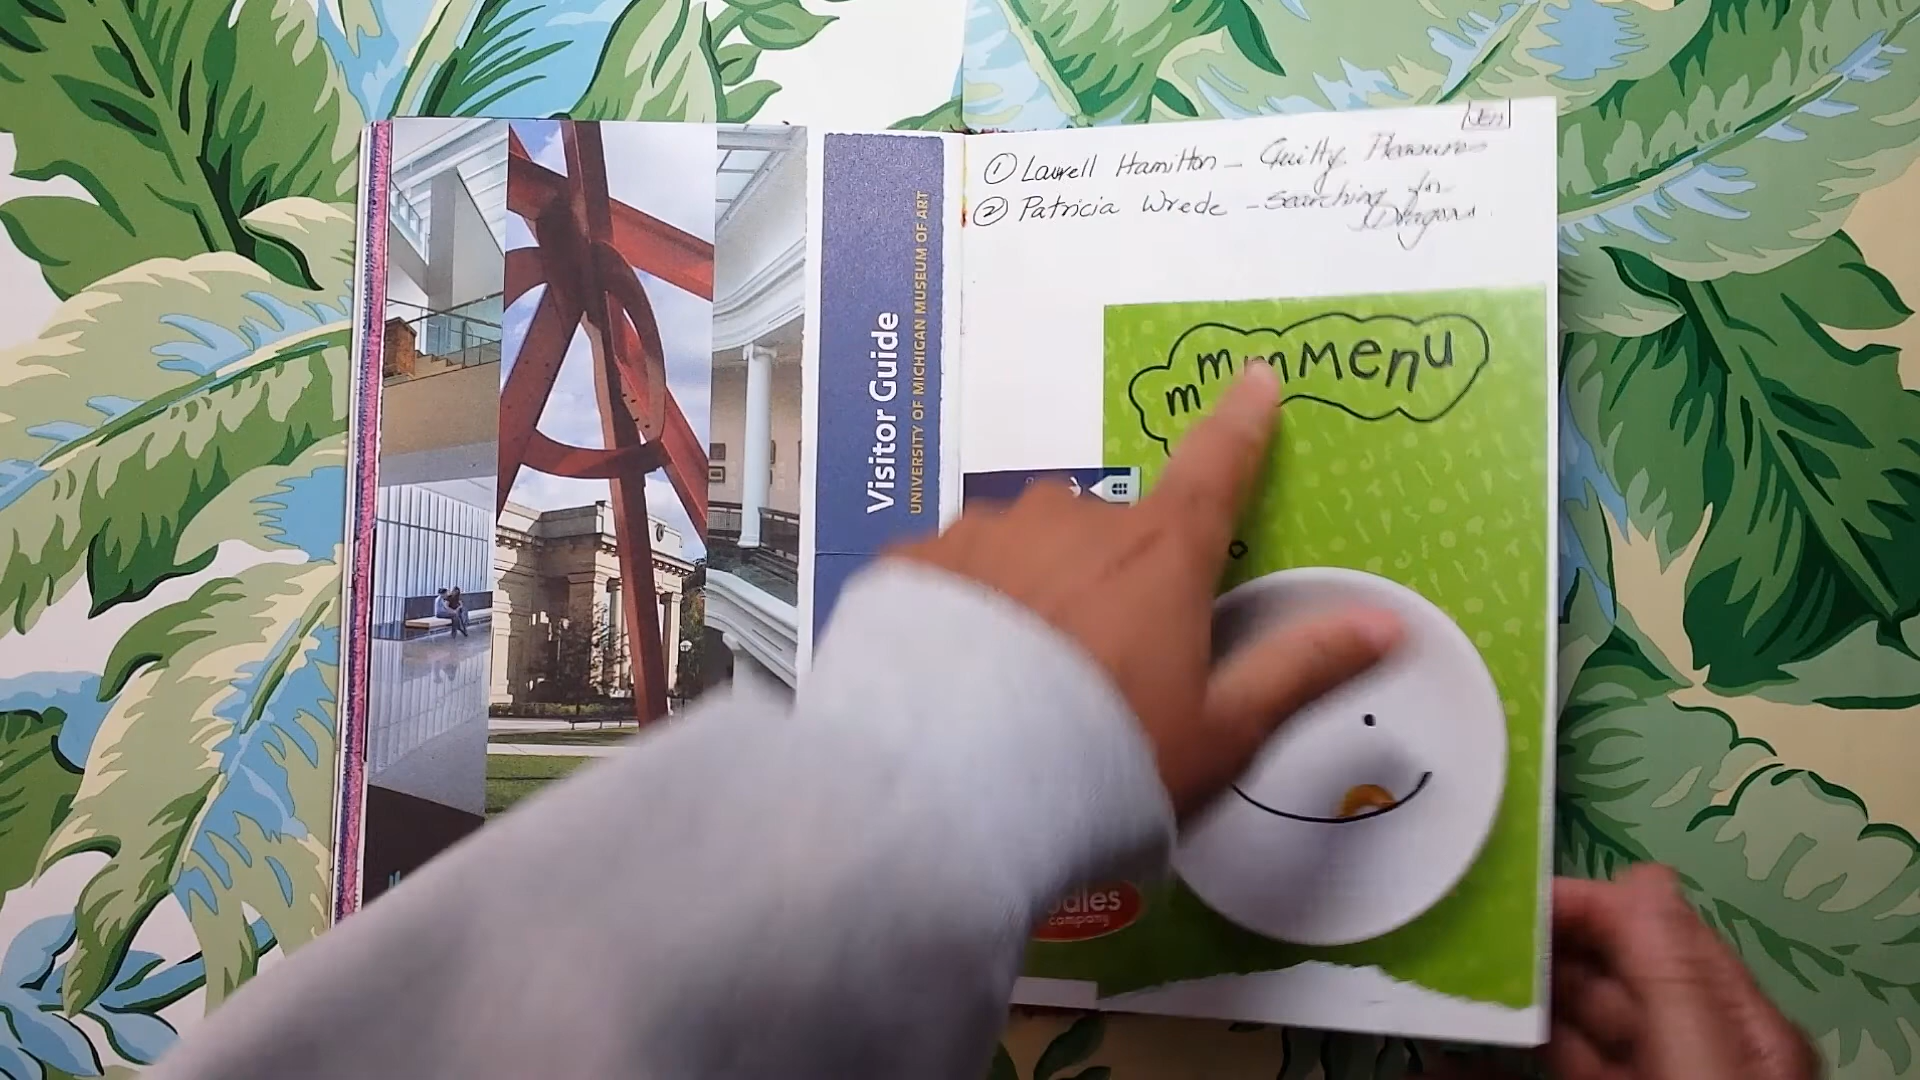 Visitor Guide
UNIVERSITY OF MICHIGAN MUSEUM OF ART
Jen
① Laurell Hamilton - Guilty Pleasures
② Patricia Wrede - Searching for
Dragons
mmmmenu
company